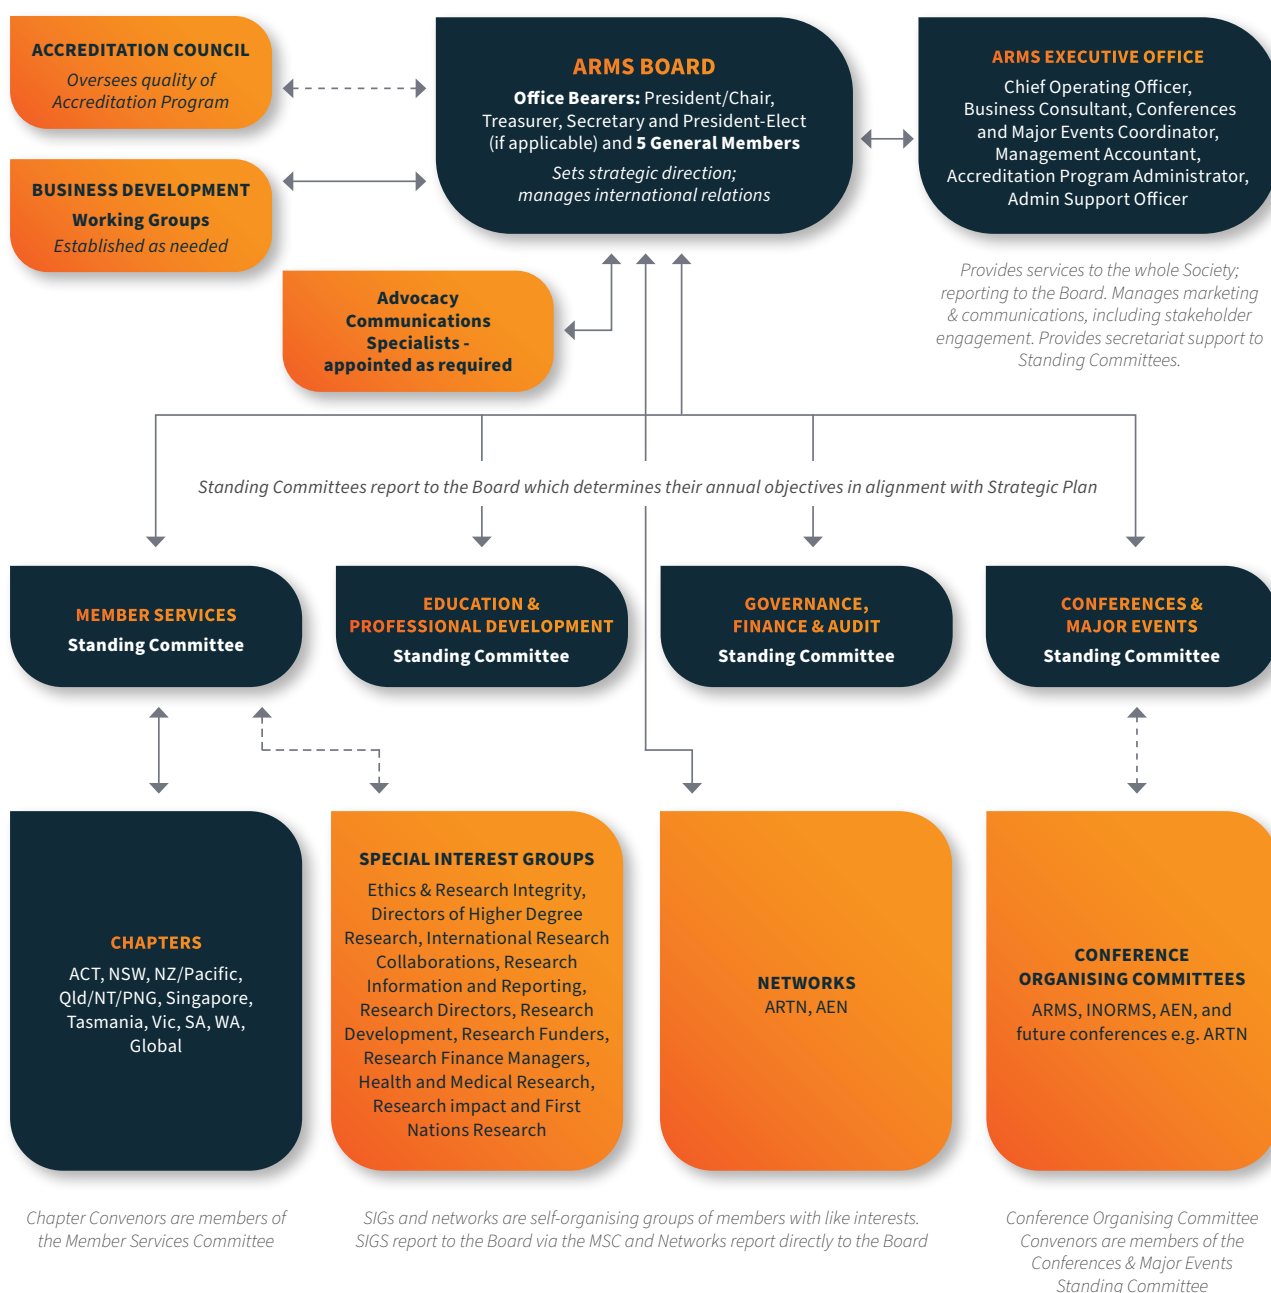 ACCREDITATION COUNCIL
Oversees quality of
Accreditation Program
ARMS BOARD
Office Bearers: President/Chair,
Treasurer, Secretary and President-Elect
(if applicable) and 5 General Members
Sets strategic direction;
manages international relations
ARMS EXECUTIVE OFFICE
Chief Operating Officer,
Business Consultant, Conferences
and Major Events Coordinator,
Management Accountant,
Accreditation Program Administrator,
Admin Support Officer
BUSINESS DEVELOPMENT
Working Groups
Established as needed
Provides services to the whole Society;
reporting to the Board. Manages marketing
& communications, including stakeholder
engagement. Provides secretariat support to
Standing Committees.
Advocacy
Communications
Specialists -
appointed as required
Standing Committees report to the Board which determines their annual objectives in alignment with Strategic Plan
MEMBER SERVICES
Standing Committee
EDUCATION &
PROFESSIONAL DEVELOPMENT
Standing Committee
GOVERNANCE,
FINANCE & AUDIT
Standing Committee
CONFERENCES &
MAJOR EVENTS
Standing Committee
CHAPTERS
ACT, NSW, NZ/Pacific,
Qld/NT/PNG, Singapore,
Tasmania, Vic, SA, WA,
Global
SPECIAL INTEREST GROUPS
Ethics & Research Integrity,
Directors of Higher Degree
Research, International Research
Collaborations, Research
Information and Reporting,
Research Directors, Research
Development, Research Funders,
Research Finance Managers,
Health and Medical Research,
Research impact and First
Nations Research
NETWORKS
ARTN, AEN
CONFERENCE
ORGANISING COMMITTEES
ARMS, INORMS, AEN, and
future conferences e.g. ARTN
Chapter Convenors are members of
the Member Services Committee
SIGs and networks are self-organising groups of members with like interests.
SIGS report to the Board via the MSC and Networks report directly to the Board
Conference Organising Committee
Convenors are members of the
Conferences & Major Events
Standing Committee